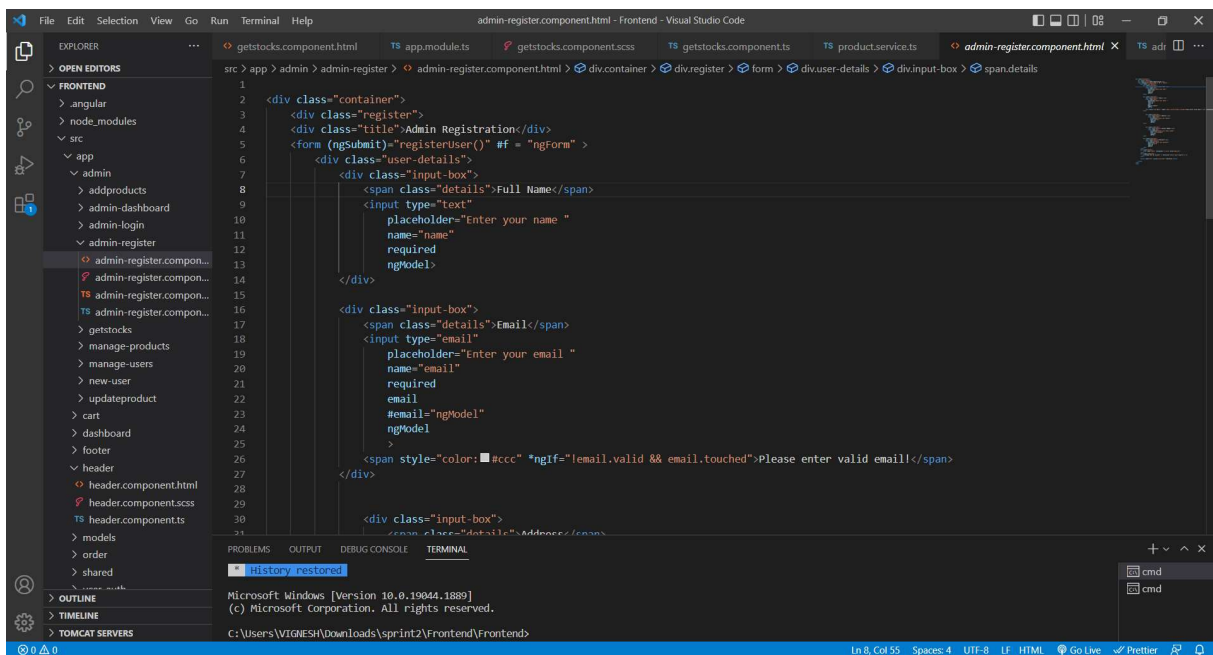 File Edit Selection View Go Run Terminal Help admin-register.component.html - Frontend - Visual Studio Code
EXPLORER ...
OPEN EDITORS
FRONTEND
.angular
node_modules
src
app
admin
addproducts
admin-dashboard
admin-login
admin-register
admin-register.compon...
admin-register.compon...
admin-register.compon...
admin-register.compon...
getstocks
manage-products
manage-users
new-user
updateproduct
cart
dashboard
footer
header
header.component.html
header.component.scss
TS header.component.ts
models
order
shared
OUTLINE
TIMELINE
TOMCAT SERVERS
getstocks.component.html TS app.module.ts getstocks.component.scss TS getstocks.component.ts TS product.service.ts admin-register.component.html TS adr
src > app > admin > admin-register > admin-register.component.html > div.container > div.register > form > div.user-details > div.input-box > span.details
1
2 <div class="container">
3 <div class="register">
4 <div class="title">Admin Registration</div>
5 <form (ngSubmit)="registerUser()" #f = "ngForm" >
6 <div class="user-details">
7 <div class="input-box">
8 <span class="details">Full Name</span>
9 <input type="text"
10 placeholder="Enter your name "
11 name="name"
12 required
13 ngModel>
14 </div>
15
16 <div class="input-box">
17 <span class="details">Email</span>
18 <input type="email"
19 placeholder="Enter your email "
20 name="email"
21 required
22 email
23 #email="ngModel"
24 ngModel
25 >
26 <span style="color:#ccc" *ngIf="!email.valid && email.touched">Please enter valid email!</span>
27 </div>
28
29
30 <div class="input-box">
31 <span class="details">Address</span>
PROBLEMS OUTPUT DEBUG CONSOLE TERMINAL
* History restored
Microsoft Windows [Version 10.0.19044.1889]
(c) Microsoft Corporation. All rights reserved.
C:\Users\VIGNESH\Downloads\sprint2\Frontend\Frontend>
cmd
cmd
0 0 Ln 8, Col 55 Spaces: 4 UTF-8 LF HTML Go Live Prettier